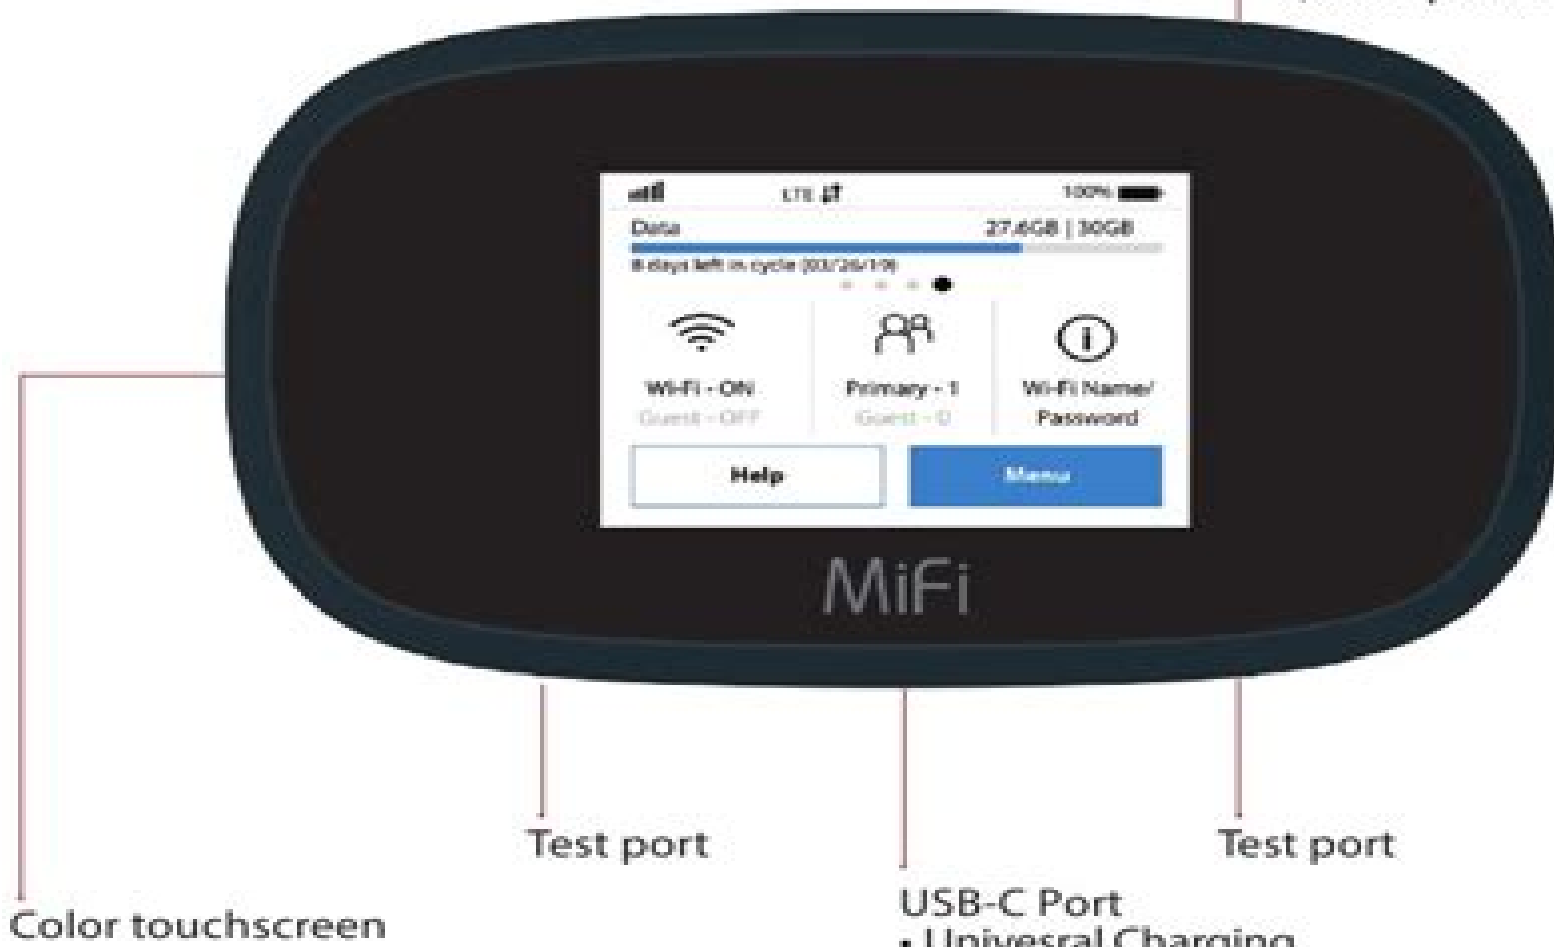 LTE 100%
Data 27.6GB | 30GB
8 days left in cycle (03/26/19)
Wi-Fi - ON Primary - 1 Wi-Fi Name/
Guest - OFF Guest - 0 Password
Help Menu
MiFi
Test port Test port
USB-C Port
Color touchscreen • Univesral Charging